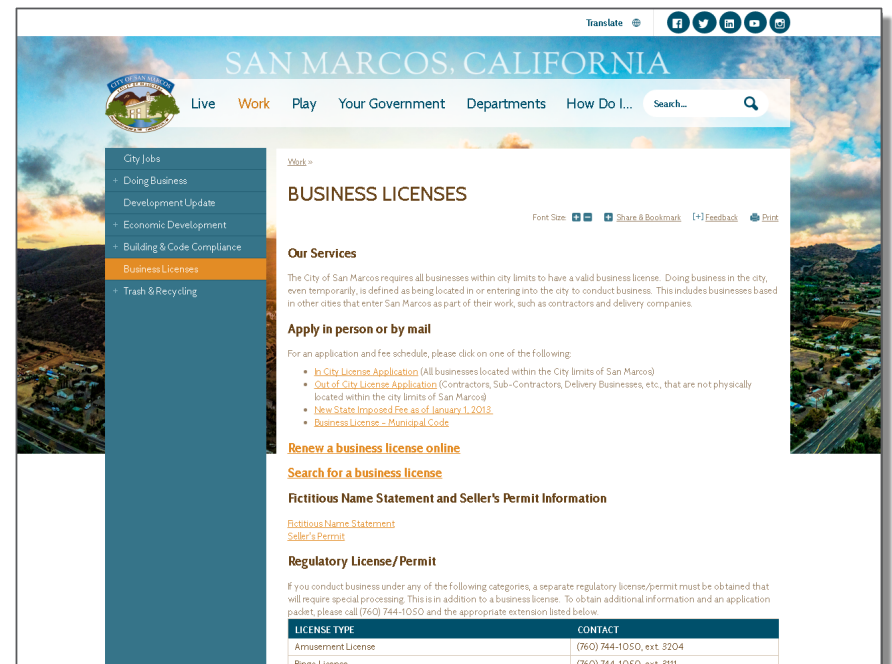 Translate
SAN MARCOS, CALIFORNIA
CITY OF SAN MARCOS
Live Work Play Your Government Departments How Do I... Search...
City Jobs
+ Doing Business
Development Update
+ Economic Development
+ Building & Code Compliance
Business Licenses
+ Trash & Recycling
Work »
BUSINESS LICENSES
Font Size: + - + Share & Bookmark [+] Feedback Print
Our Services
The City of San Marcos requires all businesses within city limits to have a valid business license. Doing business in the city,
even temporarily, is defined as being located in or entering into the city to conduct business. This includes businesses based
in other cities that enter San Marcos as part of their work, such as contractors and delivery companies.
Apply in person or by mail
For an application and fee schedule, please click on one of the following:
• In City License Application (All businesses located within the City limits of San Marcos)
• Out of City License Application (Contractors, Sub-Contractors, Delivery Businesses, etc., that are not physically
located within the city limits of San Marcos)
• New State Imposed Fee as of January 1, 2013
• Business License - Municipal Code
Renew a business license online
Search for a business license
Fictitious Name Statement and Seller's Permit Information
Fictitious Name Statement
Seller's Permit
Regulatory License/Permit
If you conduct business under any of the following categories, a separate regulatory license/permit must be obtained that
will require special processing. This is in addition to a business license. To obtain additional information and an application
packet, please call (760) 744-1050 and the appropriate extension listed below.
LICENSE TYPE CONTACT
Amusement License (760) 744-1050, ext. 3204
Bingo License (760) 744-1050, ext. 3111